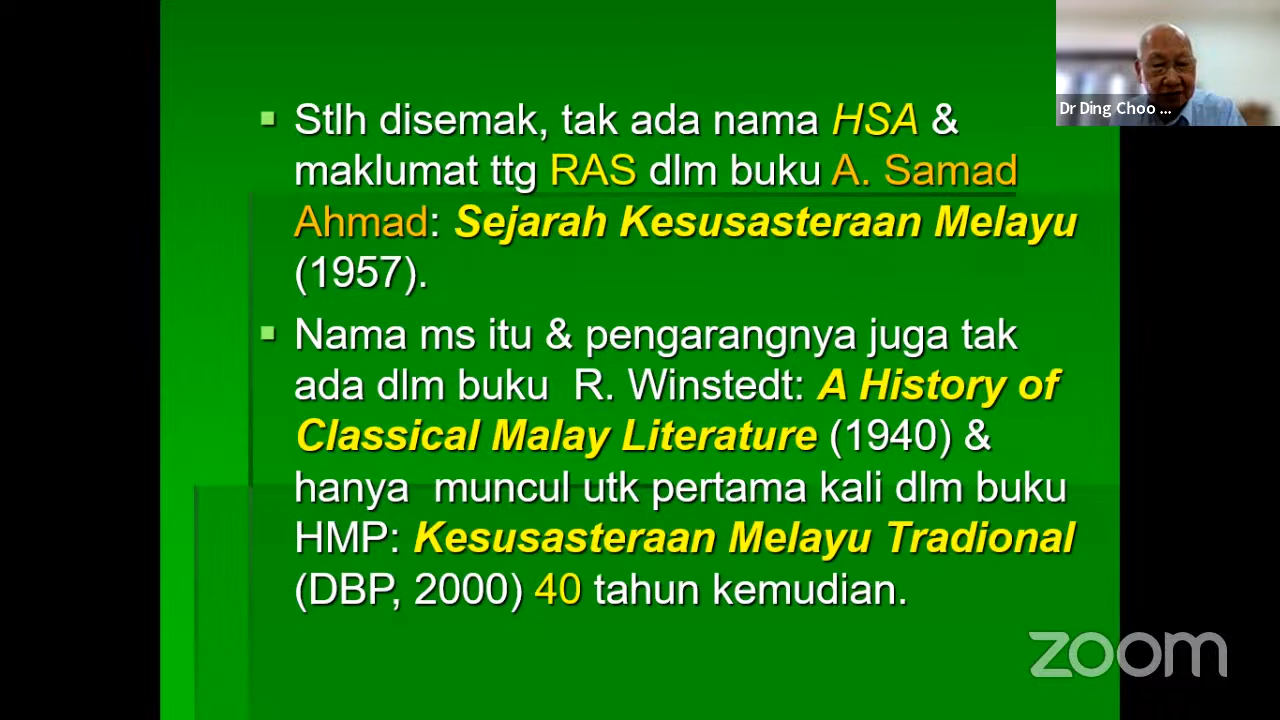 Stlh disemak, tak ada nama HSA &
maklumat ttg RAS dlm buku A. Samad
Ahmad: Sejarah Kesusasteraan Melayu
(1957).
Nama ms itu & pengarangnya juga tak
ada dlm buku R. Winstedt: A History of
Classical Malay Literature (1940) &
hanya muncul utk pertama kali dlm buku
HMP: Kesusasteraan Melayu Tradional
(DBP, 2000) 40 tahun kemudian.
Dr Ding Choo ...
zoom